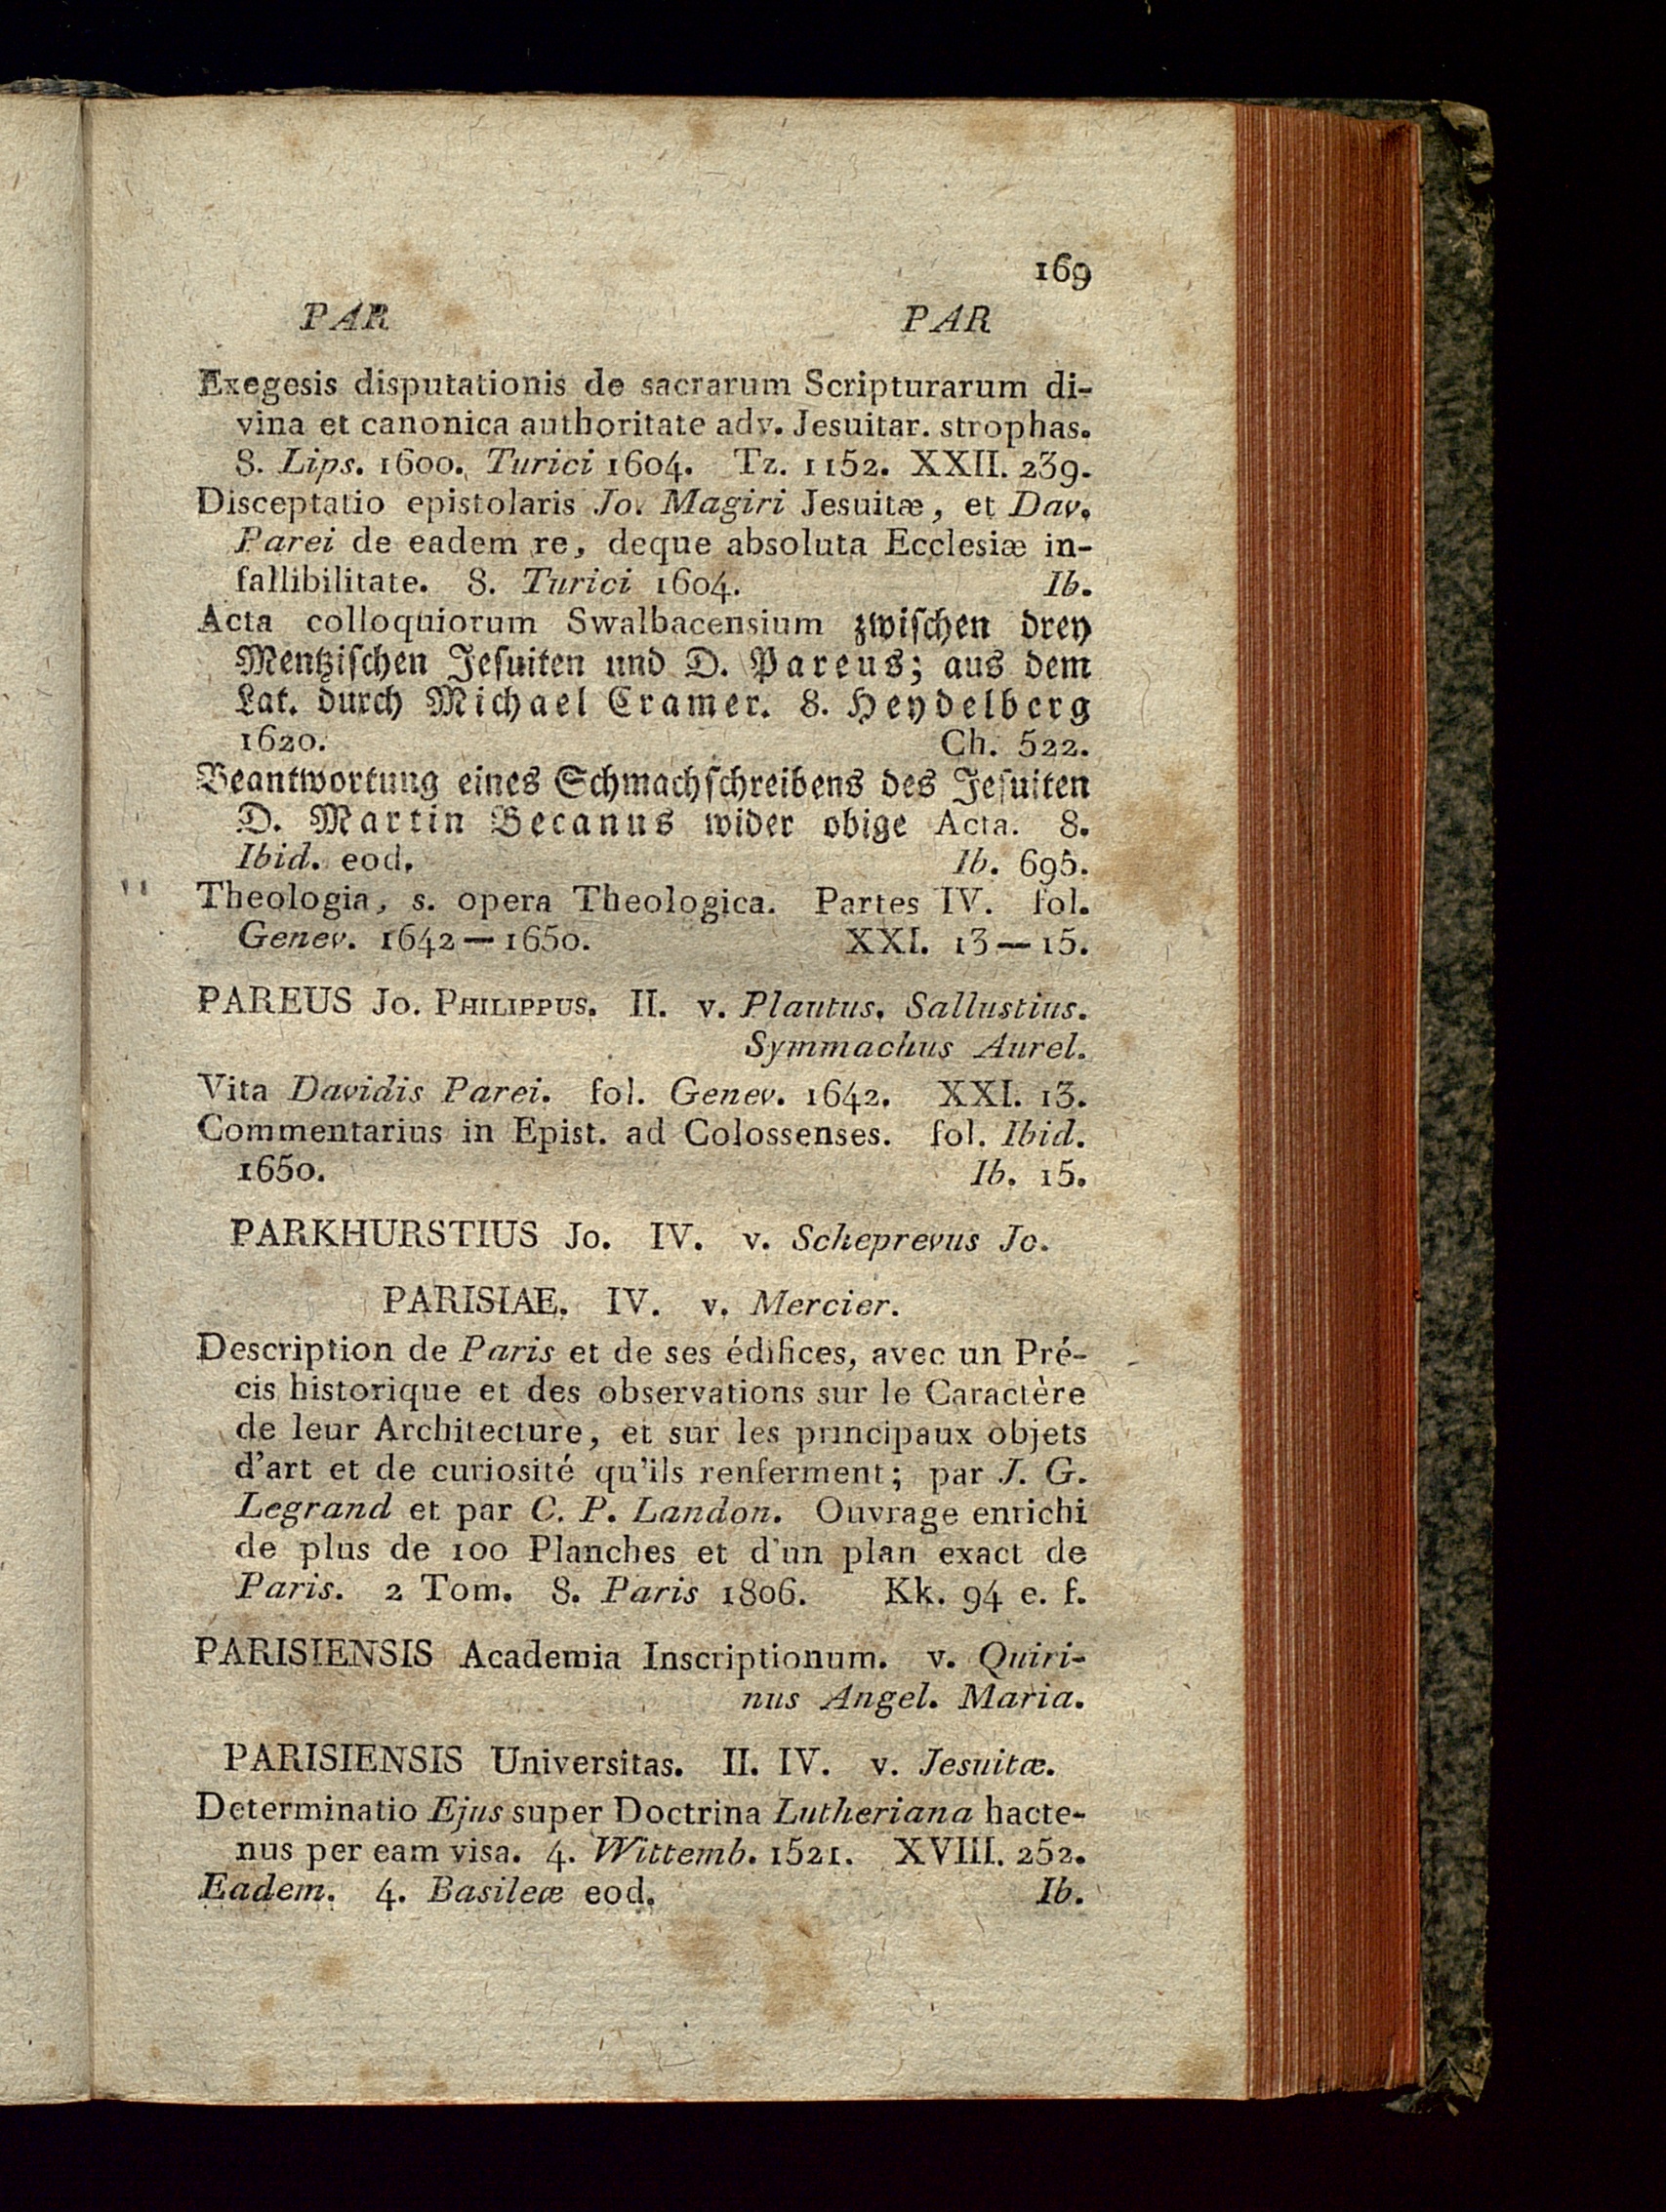 169
PAR PAR
Exegesis disputationis de sacrarum Scripturarum di-
vina et canonica authoritate adv. Jesuitar. strophas.
8. Lips. 1600. Turici 1604. Tz. 1152. XXII. 239.
Disceptatio epistolaris Jo. Magiri Jesuitæ, et Dav.
Parei de eadem re, deque absoluta Ecclesiæ in-
fallibilitate. 8. Turici 1604. Ib.
Acta colloquiorum Swalbacensium zwischen drey
Mentzischen Jesuiten und D. Pareus; aus dem
Lat. durch Michael Cramer. 8. Heydelberg
1620. Ch. 522.
Beantwortung eines Schmachschreibens des Jesuiten
D. Martin Becanus wider obige Acta. 8.
Ibid. eod. Ib. 695.
Theologia, s. opera Theologica. Partes IV. fol.
Genev. 1642—1650. XXI. 13—15.
PAREUS Jo. Philippus. II. v. Plautus. Sallustius.
Symmachus Aurel.
Vita Davidis Parei. fol. Genev. 1642. XXI. 13.
Commentarius in Epist. ad Colossenses. fol. Ibid.
1650. Ib. 15.
PARKHURSTIUS Jo. IV. v. Scheprevus Jo.
PARISIAE. IV. v. Mercier.
Description de Paris et de ses édifices, avec un Pré-
cis historique et des observations sur le Caractère
de leur Architecture, et sur les principaux objets
d'art et de curiosité qu'ils renferment; par J. G.
Legrand et par C. P. Landon. Ouvrage enrichi
de plus de 100 Planches et d'un plan exact de
Paris. 2 Tom. 8. Paris 1806. Kk. 94 e. f.
PARISIENSIS Academia Inscriptionum. v. Quiri-
nus Angel. Maria.
PARISIENSIS Universitas. II. IV. v. Jesuitæ.
Determinatio Ejus super Doctrina Lutheriana hacte-
nus per eam visa. 4. Wittemb. 1521. XVIII. 252.
Eadem. 4. Basileæ eod. Ib.